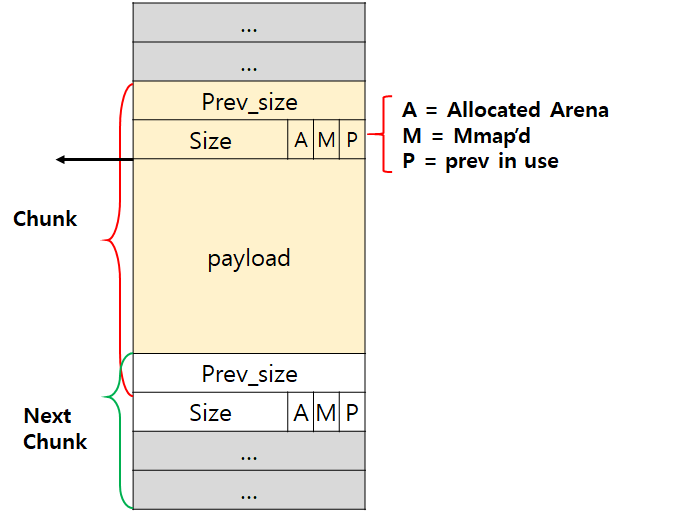 ...
...
Prev_size
Size A M P
A = Allocated Arena
M = Mmap’d
P = prev in use
Chunk
payload
Prev_size
Size A M P
Next
Chunk
...
...